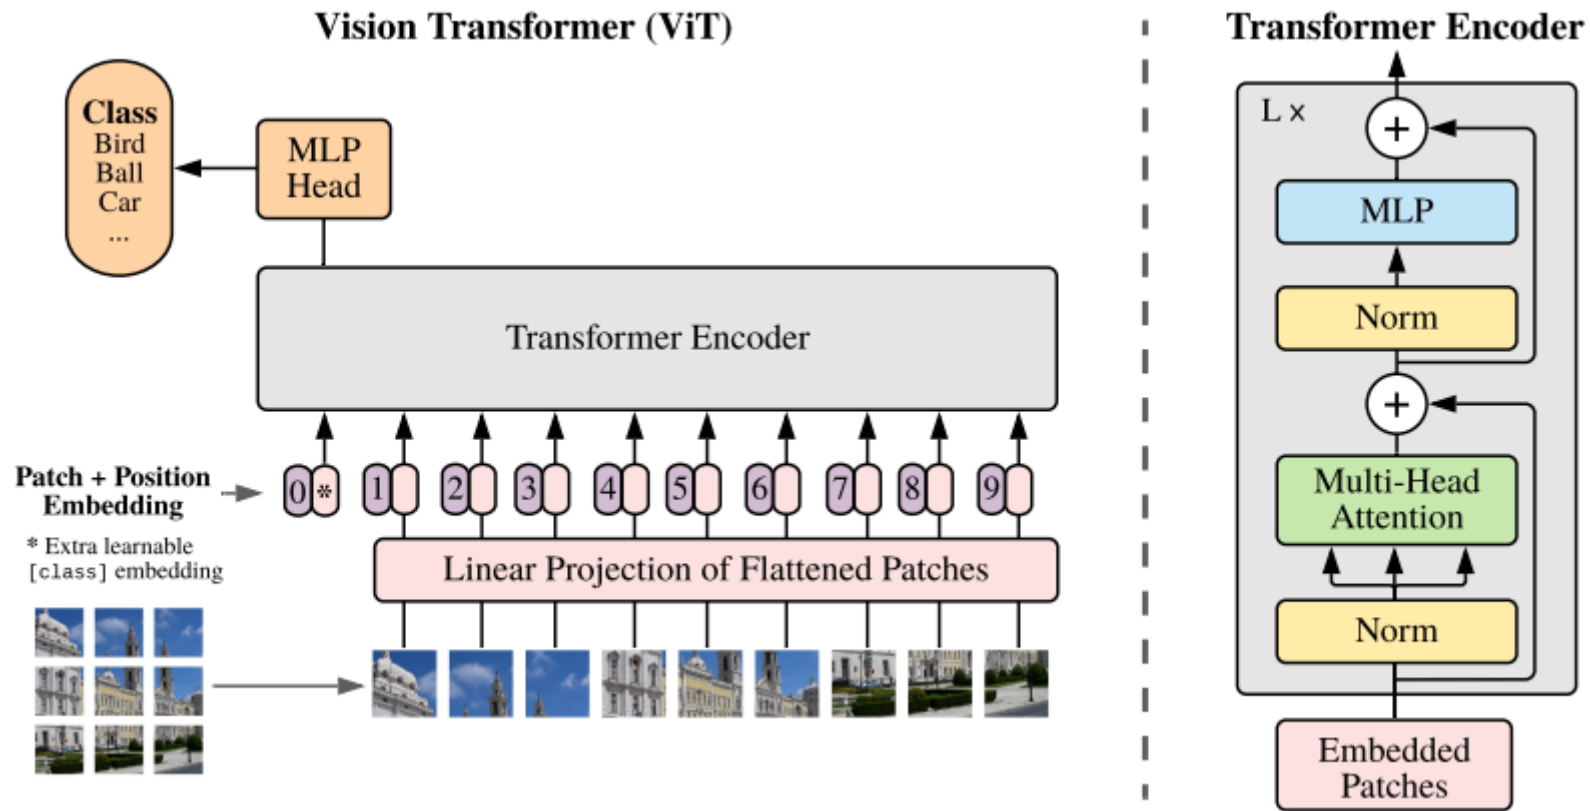 Vision Transformer (ViT)
Class
Bird
Ball
Car
...
MLP
Head
Transformer Encoder
Patch + Position
Embedding
0 * 1 2 3 4 5 6 7 8 9
* Extra learnable
[class] embedding
Linear Projection of Flattened Patches
Transformer Encoder
L x
+
MLP
Norm
+
Multi-Head
Attention
Norm
Embedded
Patches